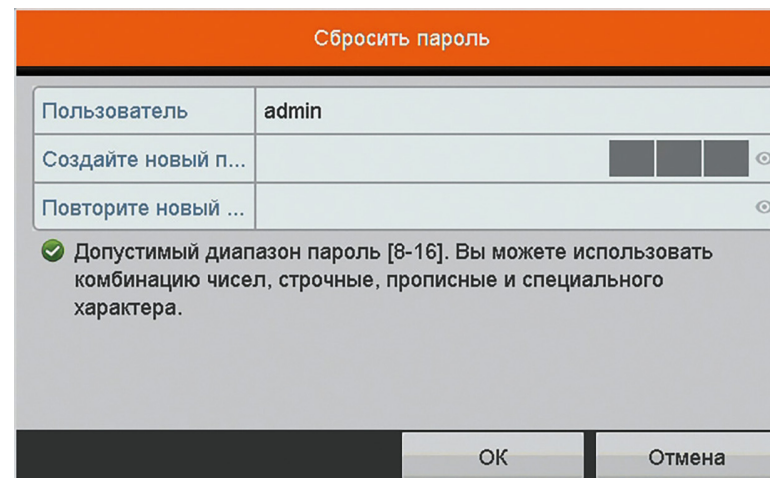 Сбросить пароль
Пользователь admin
Создайте новый п...
Повторите новый ...
Допустимый диапазон пароль [8-16]. Вы можете использовать
комбинацию чисел, строчные, прописные и специального
характера.
ОК Отмена